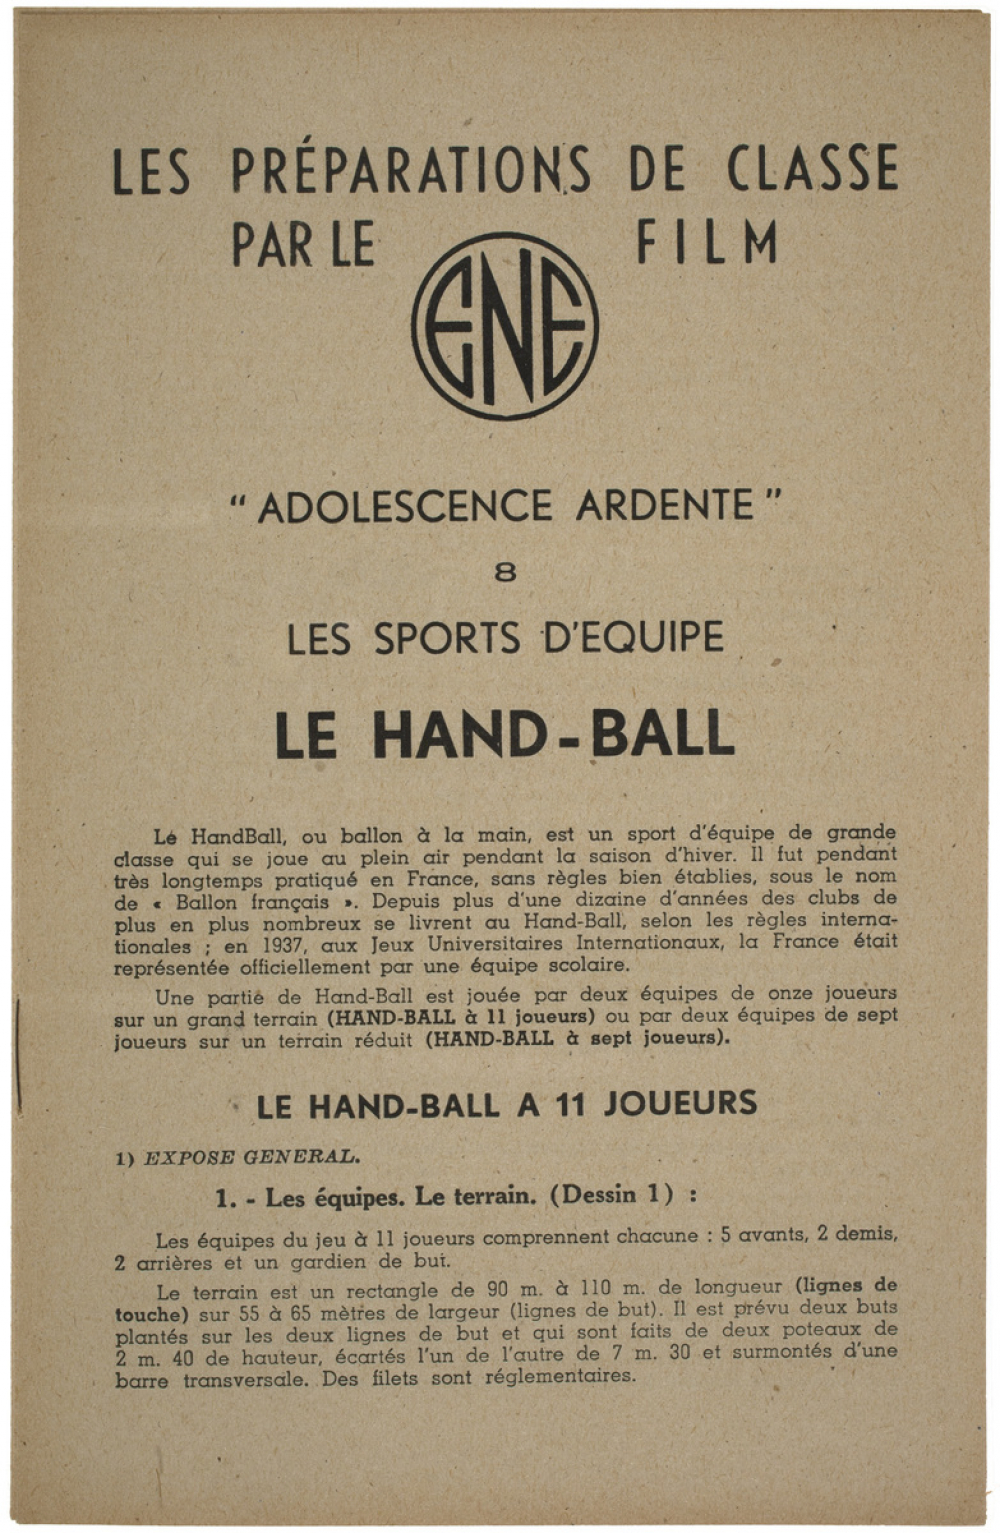 LES PRÉPARATIONS DE CLASSE
PAR LE FILM
ENE
“ ADOLESCENCE ARDENTE ”
8
LES SPORTS D'EQUIPE
LE HAND-BALL
Le HandBall, ou ballon à la main, est un sport d'équipe de grande
classe qui se joue au plein air pendant la saison d'hiver. Il fut pendant
très longtemps pratiqué en France, sans règles bien établies, sous le nom
de « Ballon français ». Depuis plus d'une dizaine d'années des clubs de
plus en plus nombreux se livrent au Hand-Ball, selon les règles interna-
tionales ; en 1937, aux Jeux Universitaires Internationaux, la France était
représentée officiellement par une équipe scolaire.
Une partie de Hand-Ball est jouée par deux équipes de onze joueurs
sur un grand terrain (HAND-BALL à 11 joueurs) ou par deux équipes de sept
joueurs sur un terrain réduit (HAND-BALL à sept joueurs).
LE HAND-BALL A 11 JOUEURS
1) EXPOSE GENERAL.
1. - Les équipes. Le terrain. (Dessin 1) :
Les équipes du jeu à 11 joueurs comprennent chacune : 5 avants, 2 demis,
2 arrières et un gardien de but.
Le terrain est un rectangle de 90 m. à 110 m. de longueur (lignes de
touche) sur 55 à 65 mètres de largeur (lignes de but). Il est prévu deux buts
plantés sur les deux lignes de but et qui sont faits de deux poteaux de
2 m. 40 de hauteur, écartés l'un de l'autre de 7 m. 30 et surmontés d'une
barre transversale. Des filets sont réglementaires.